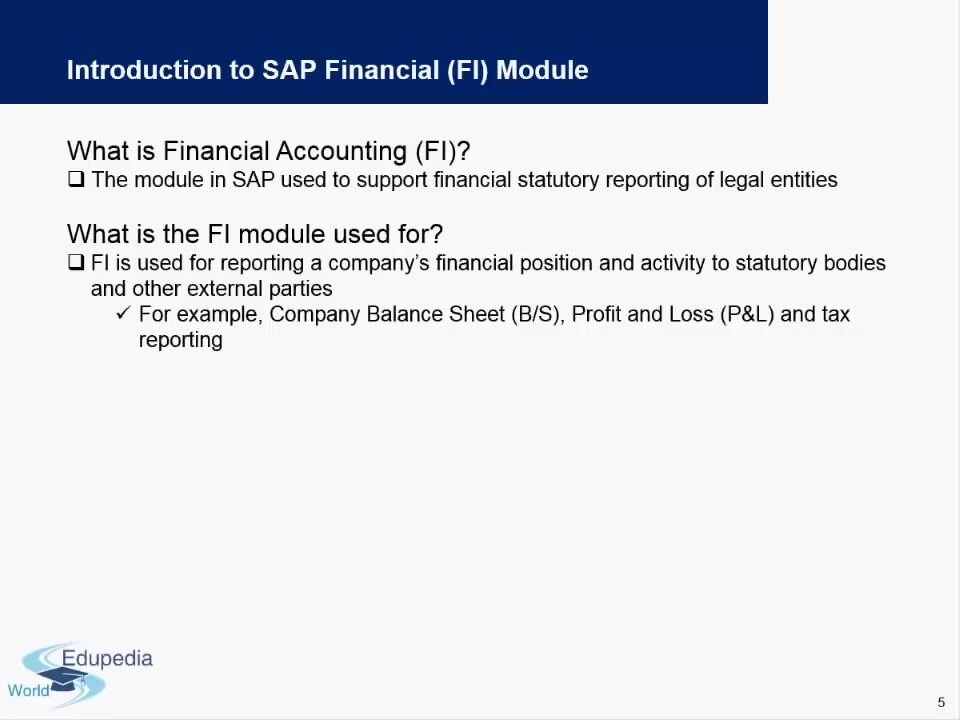 Introduction to SAP Financial (FI) Module
What is Financial Accounting (FI)?
The module in SAP used to support financial statutory reporting of legal entities
What is the FI module used for?
FI is used for reporting a company’s financial position and activity to statutory bodies
and other external parties
For example, Company Balance Sheet (B/S), Profit and Loss (P&L) and tax
reporting
Edupedia
World
5